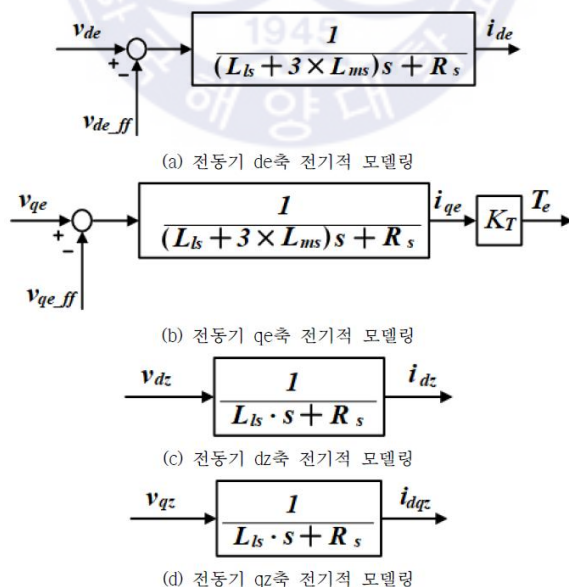 1945
v_de
1
(L_ls + 3 × L_ms)s + R_s
i_de
+
−
v_de_ff
(a) 전동기 de축 전기적 모델링
v_qe
1
(L_ls + 3 × L_ms)s + R_s
i_qe
K_T
T_e
+
−
v_qe_ff
(b) 전동기 qe축 전기적 모델링
v_dz
1
L_ls · s + R_s
i_dz
(c) 전동기 dz축 전기적 모델링
v_qz
1
L_ls · s + R_s
i_dqz
(d) 전동기 qz축 전기적 모델링